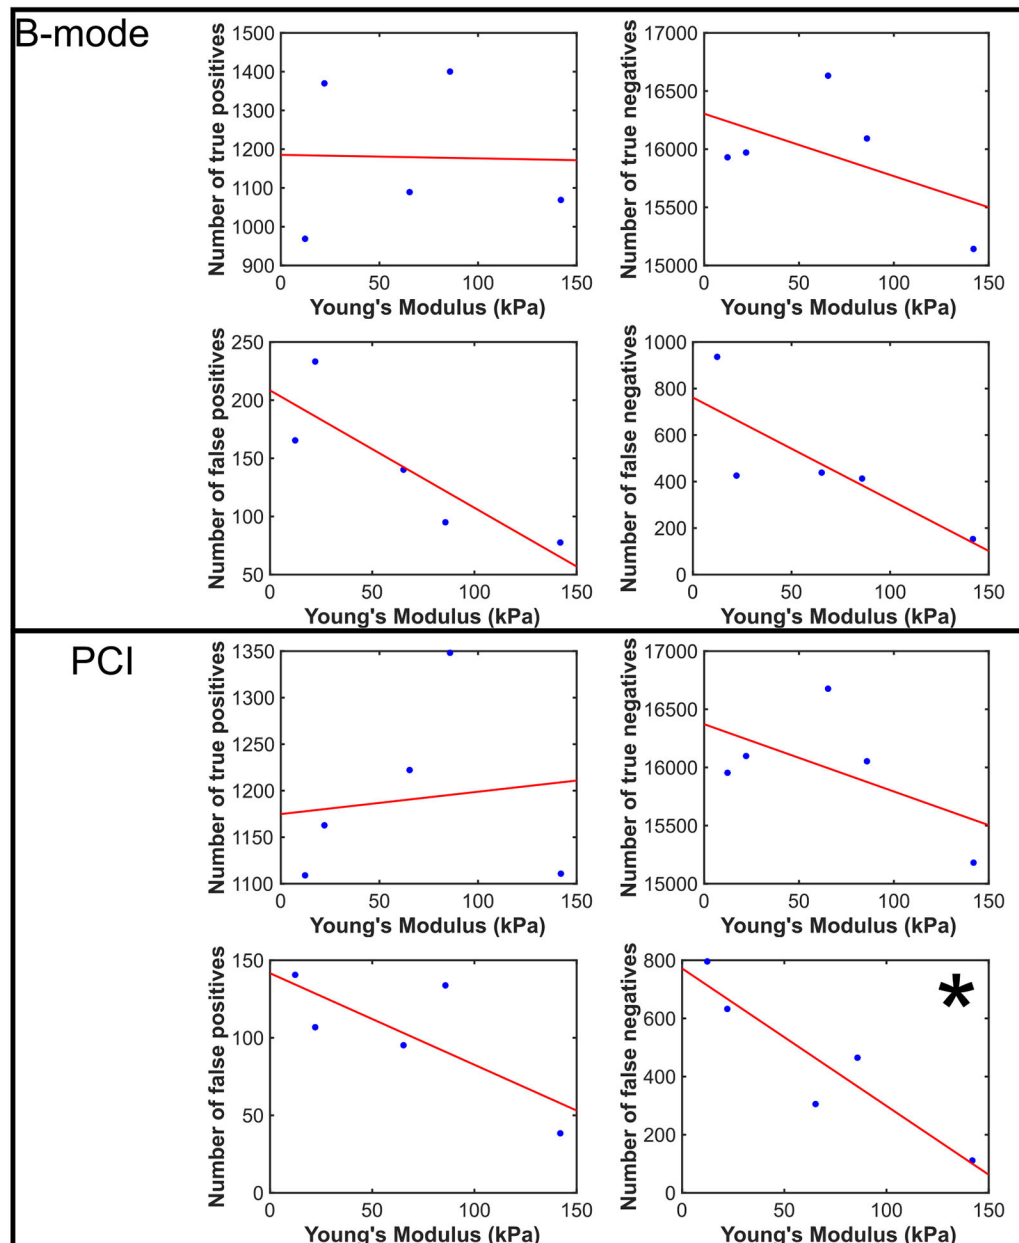 B-mode
Number of true positives
1500
1400
1300
1200
1100
1000
900
0 50 100 150
Young's Modulus (kPa)
Number of true negatives
17000
16500
16000
15500
15000
0 50 100 150
Young's Modulus (kPa)
Number of false positives
250
200
150
100
50
0 50 100 150
Young's Modulus (kPa)
Number of false negatives
1000
800
600
400
200
0
0 50 100 150
Young's Modulus (kPa)
PCI
Number of true positives
1350
1300
1250
1200
1150
1100
0 50 100 150
Young's Modulus (kPa)
Number of true negatives
17000
16500
16000
15500
15000
0 50 100 150
Young's Modulus (kPa)
Number of false positives
150
100
50
0
0 50 100 150
Young's Modulus (kPa)
Number of false negatives
800
600
400
200
0
0 50 100 150
Young's Modulus (kPa)
*